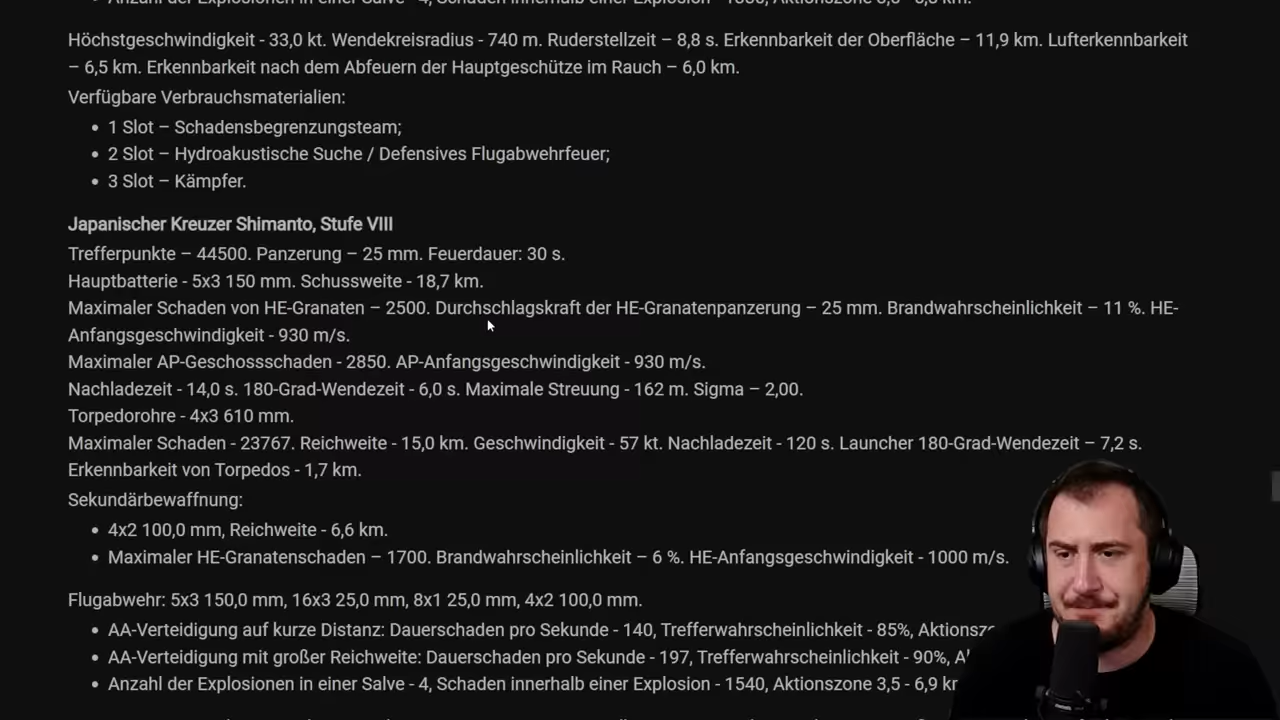 Höchstgeschwindigkeit - 33,0 kt. Wendekreisradius - 740 m. Ruderstellzeit – 8,8 s. Erkennbarkeit der Oberfläche – 11,9 km. Lufterkennbarkeit
– 6,5 km. Erkennbarkeit nach dem Abfeuern der Hauptgeschütze im Rauch – 6,0 km.
Verfügbare Verbrauchsmaterialien:
• 1 Slot – Schadensbegrenzungsteam;
• 2 Slot – Hydroakustische Suche / Defensives Flugabwehrfeuer;
• 3 Slot – Kämpfer.
Japanischer Kreuzer Shimanto, Stufe VIII
Trefferpunkte – 44500. Panzerung – 25 mm. Feuerdauer: 30 s.
Hauptbatterie - 5x3 150 mm. Schussweite - 18,7 km.
Maximaler Schaden von HE-Granaten – 2500. Durchschlagskraft der HE-Granatenpanzerung – 25 mm. Brandwahrscheinlichkeit – 11 %. HE-
Anfangsgeschwindigkeit - 930 m/s.
Maximaler AP-Geschossschaden - 2850. AP-Anfangsgeschwindigkeit - 930 m/s.
Nachladezeit - 14,0 s. 180-Grad-Wendezeit - 6,0 s. Maximale Streuung - 162 m. Sigma – 2,00.
Torpedorohre - 4x3 610 mm.
Maximaler Schaden - 23767. Reichweite - 15,0 km. Geschwindigkeit - 57 kt. Nachladezeit - 120 s. Launcher 180-Grad-Wendezeit – 7,2 s.
Erkennbarkeit von Torpedos - 1,7 km.
Sekundärbewaffnung:
• 4x2 100,0 mm, Reichweite - 6,6 km.
• Maximaler HE-Granatenschaden – 1700. Brandwahrscheinlichkeit – 6 %. HE-Anfangsgeschwindigkeit - 1000 m/s.
Flugabwehr: 5x3 150,0 mm, 16x3 25,0 mm, 8x1 25,0 mm, 4x2 100,0 mm.
• AA-Verteidigung auf kurze Distanz: Dauerschaden pro Sekunde - 140, Trefferwahrscheinlichkeit - 85%,
• AA-Verteidigung mit großer Reichweite: Dauerschaden pro Sekunde - 197, Trefferwahrscheinlichkeit - 90%,
• Anzahl der Explosionen in einer Salve - 4, Schaden innerhalb einer Explosion - 1540, Aktionszone 3,5 - 6,9